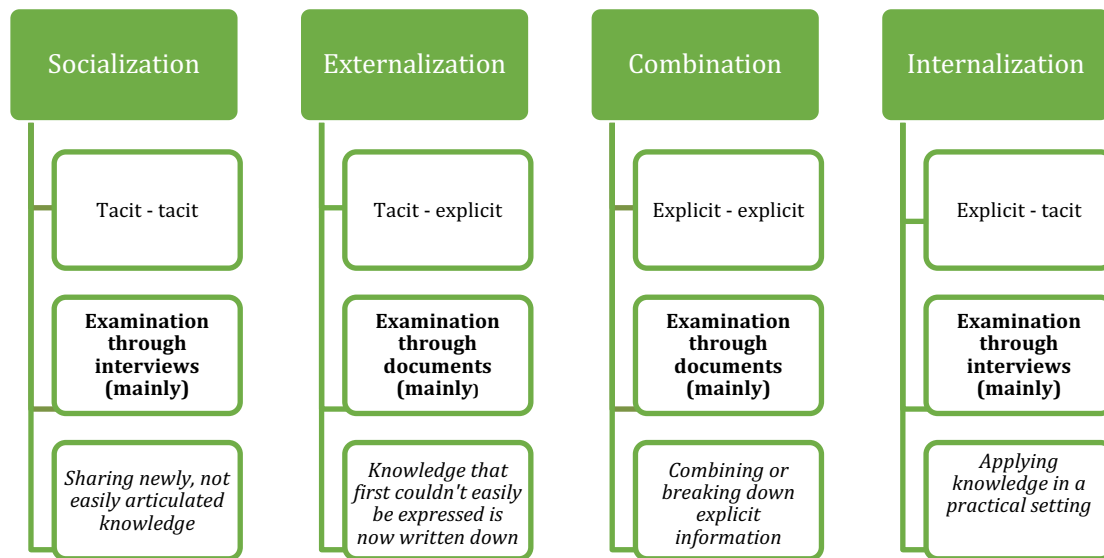 Socialization
Tacit - tacit
Examination
through
interviews
(mainly)
Sharing newly, not
easily articulated
knowledge
Externalization
Tacit - explicit
Examination
through
documents
(mainly)
Knowledge that
first couldn't easily
be expressed is
now written down
Combination
Explicit - explicit
Examination
through
documents
(mainly)
Combining or
breaking down
explicit
information
Internalization
Explicit - tacit
Examination
through
interviews
(mainly)
Applying
knowledge in a
practical setting